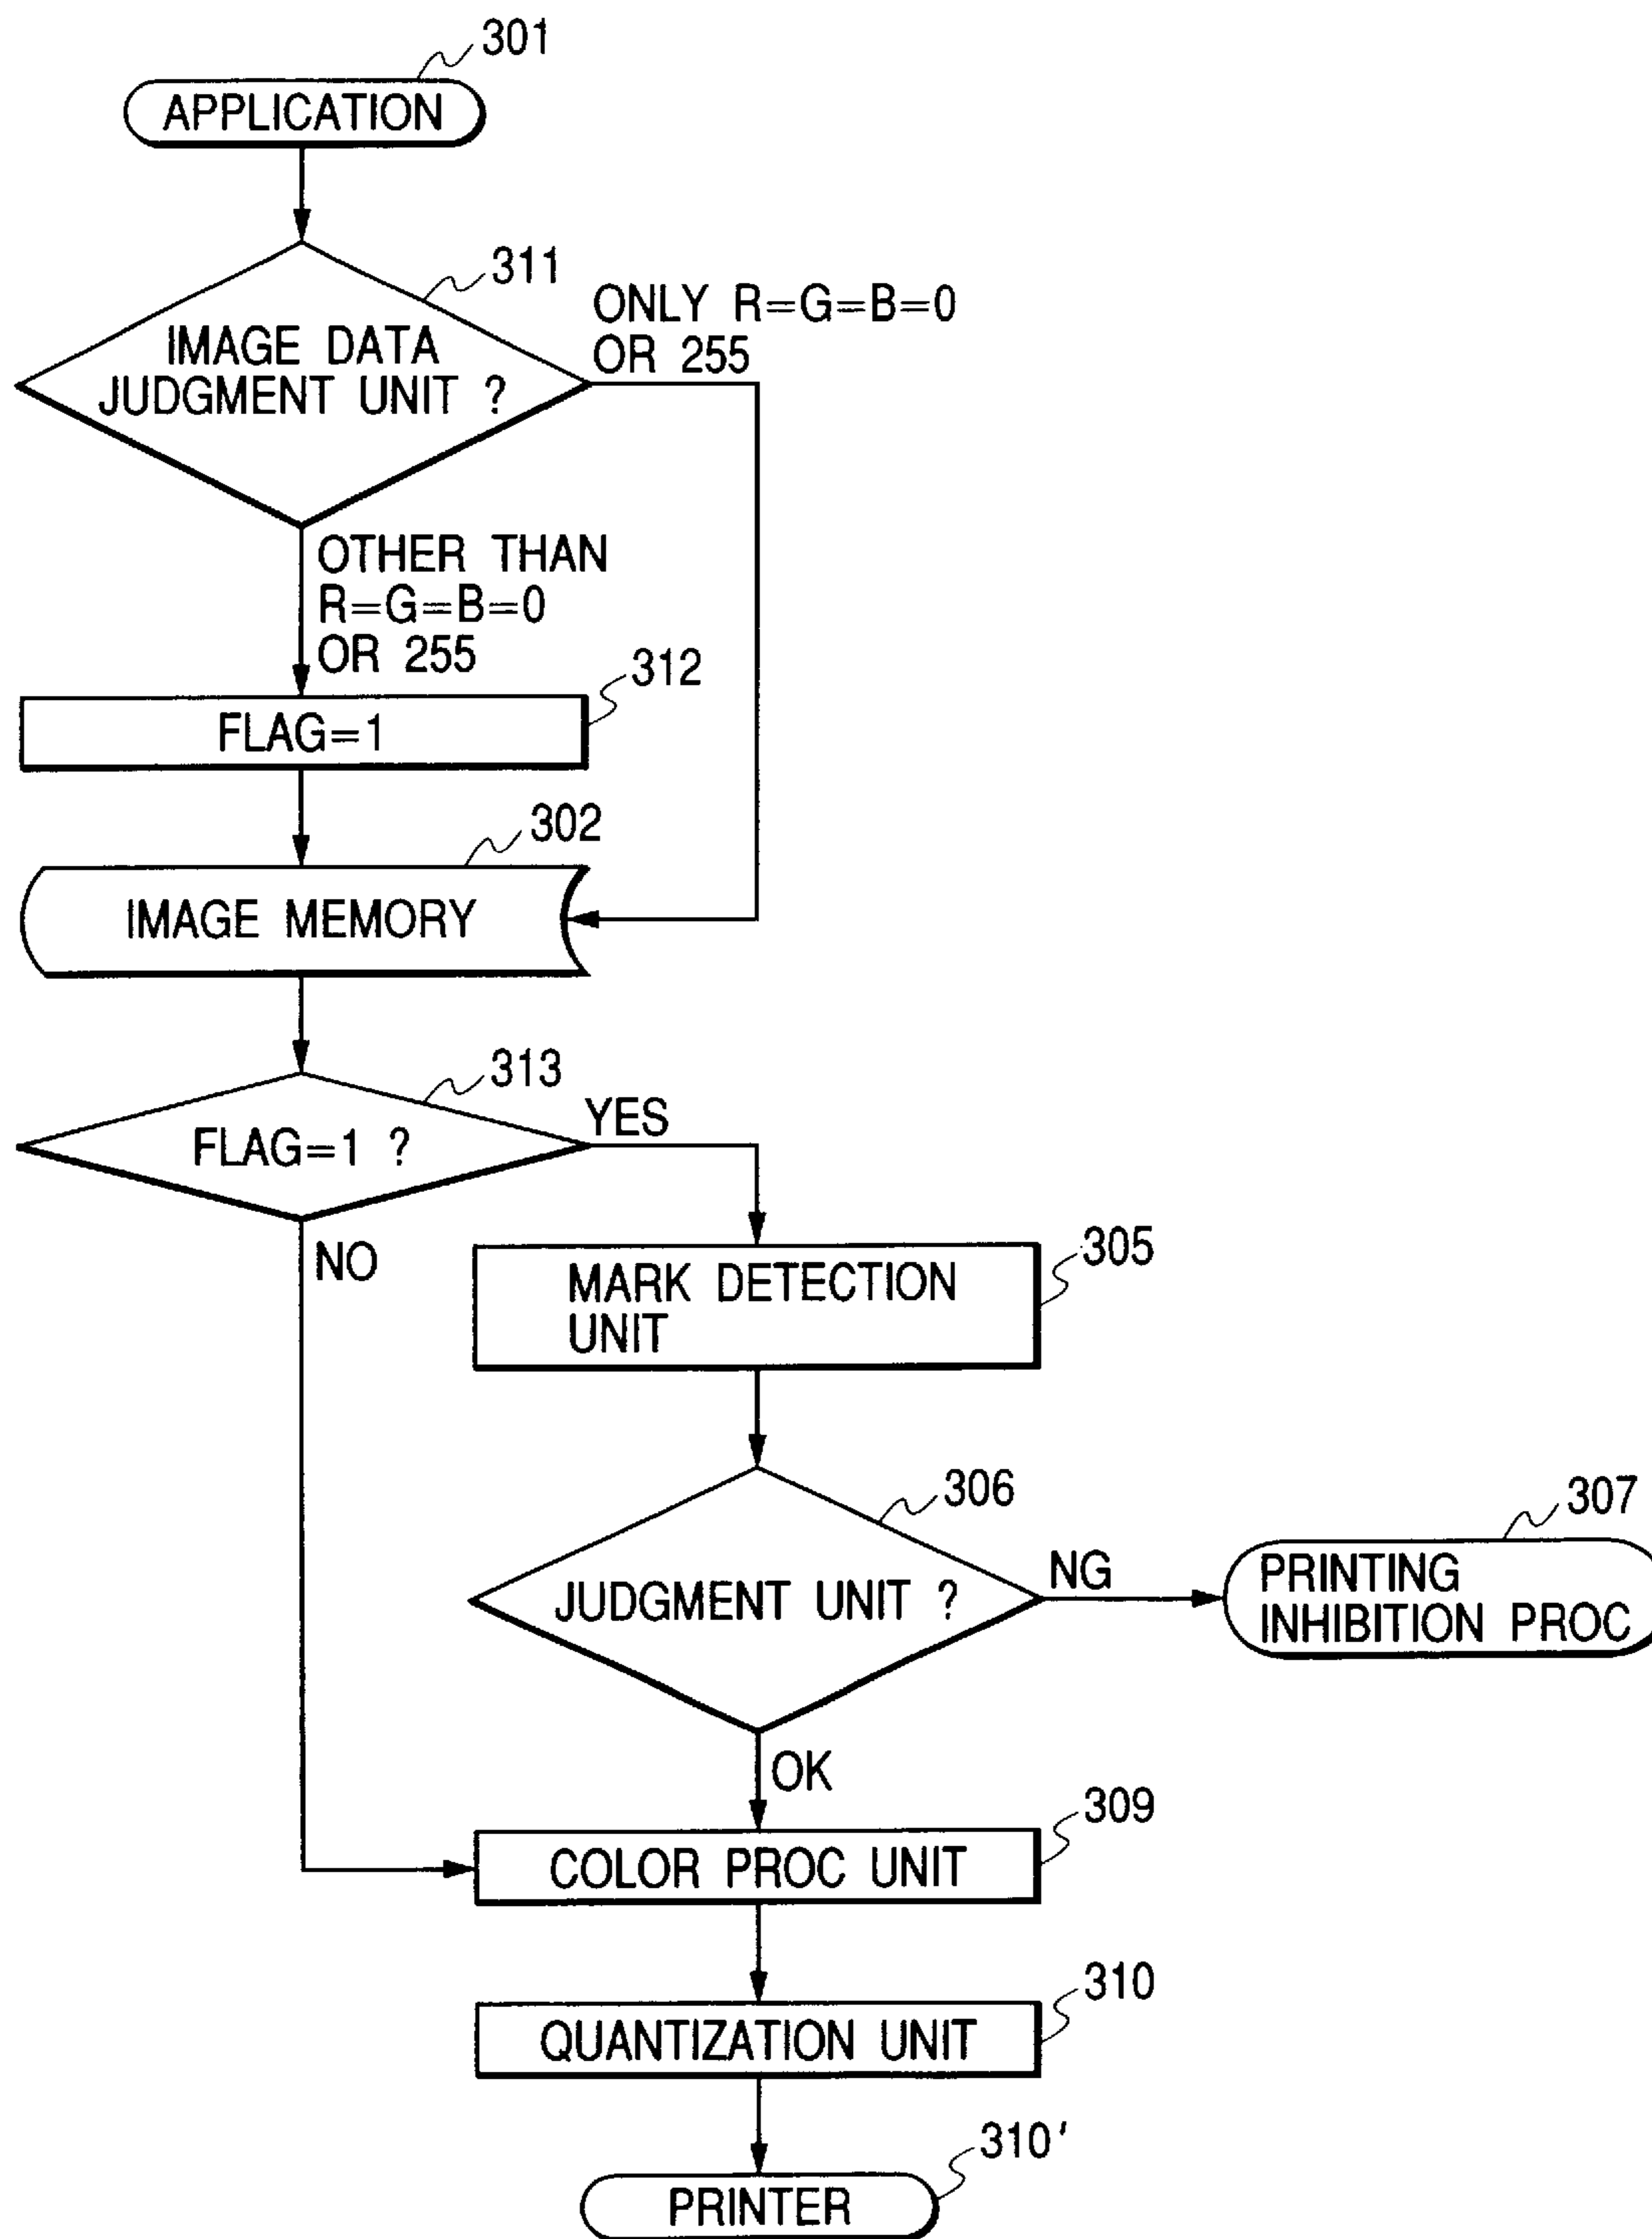 301
APPLICATION
311
IMAGE DATA
JUDGMENT UNIT ?
ONLY R=G=B=0
OR 255
OTHER THAN
R=G=B=0
OR 255
312
FLAG=1
302
IMAGE MEMORY
313
FLAG=1 ?
YES
NO
305
MARK DETECTION
UNIT
306
JUDGMENT UNIT ?
NG
307
PRINTING
INHIBITION PROC
OK
309
COLOR PROC UNIT
310
QUANTIZATION UNIT
310'
PRINTER